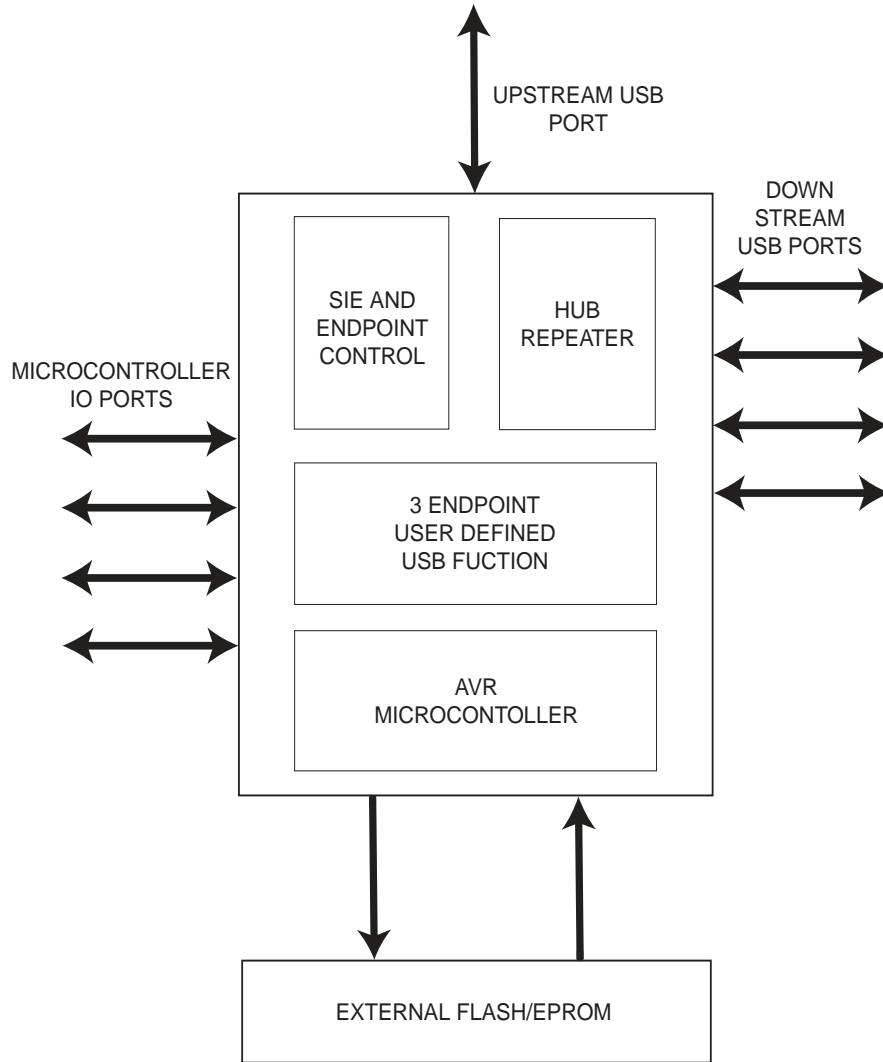 UPSTREAM USB
PORT
DOWN
STREAM
USB PORTS
SIE AND
ENDPOINT
CONTROL
HUB
REPEATER
MICROCONTROLLER
IO PORTS
3 ENDPOINT
USER DEFINED
USB FUCTION
AVR
MICROCONTOLLER
EXTERNAL FLASH/EPROM